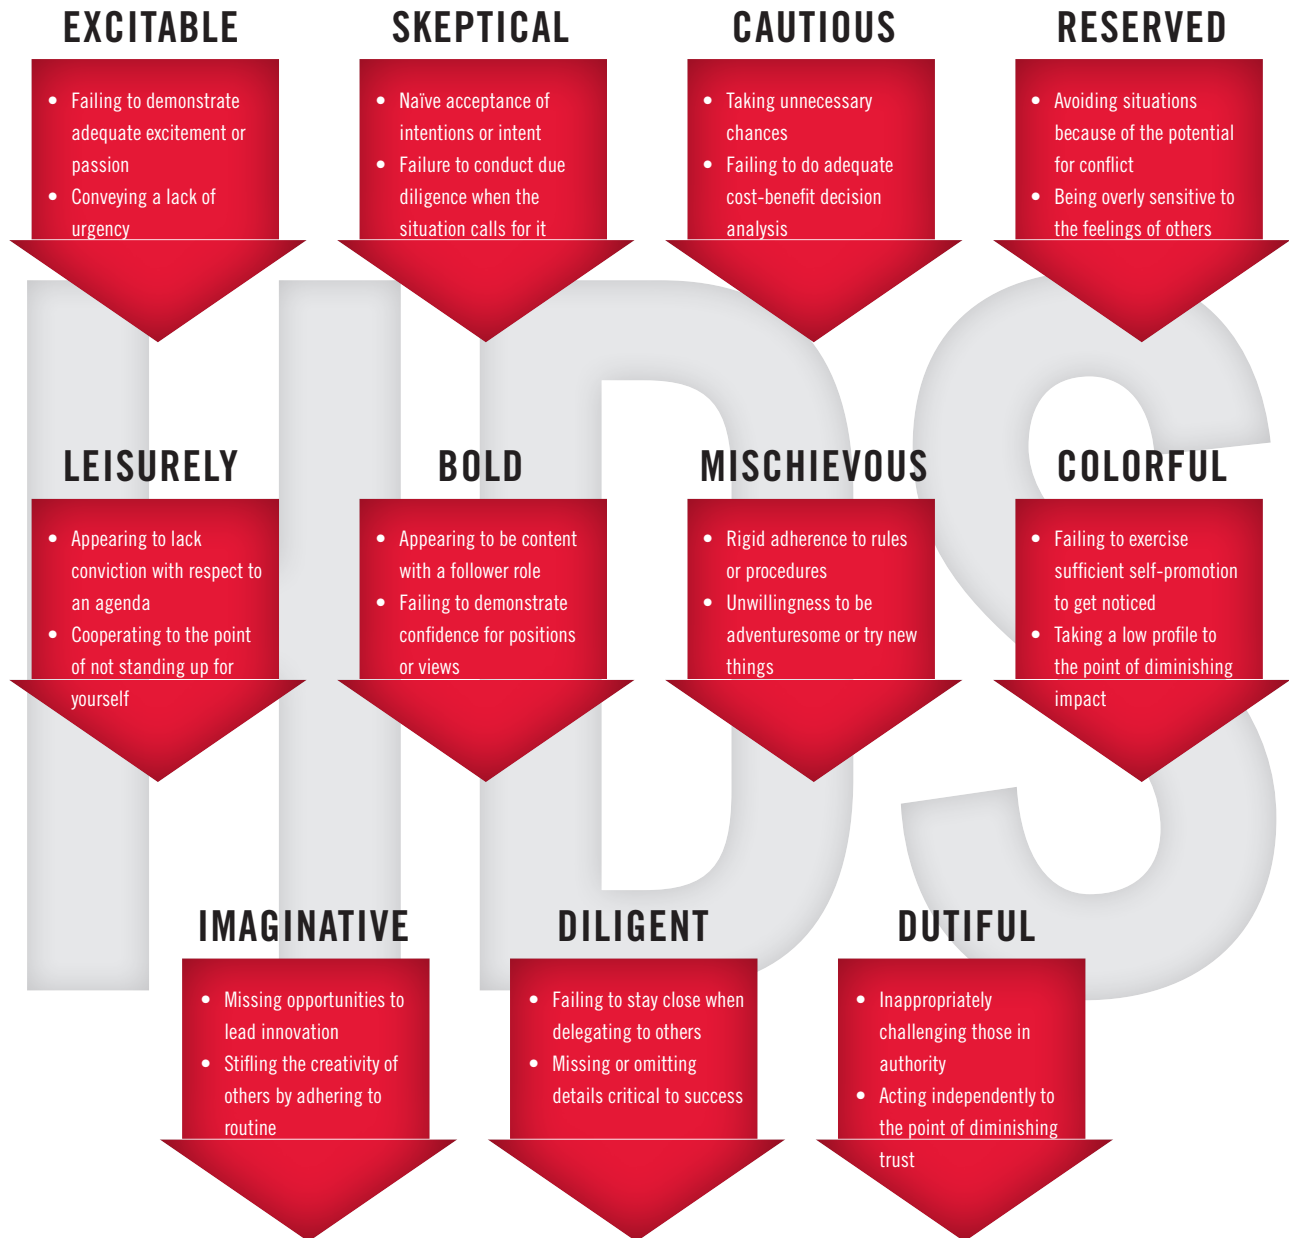 EXCITABLE
• Failing to demonstrate
adequate excitement or
passion
• Conveying a lack of
urgency
SKEPTICAL
• Naïve acceptance of
intentions or intent
• Failure to conduct due
diligence when the
situation calls for it
CAUTIOUS
• Taking unnecessary
chances
• Failing to do adequate
cost-benefit decision
analysis
RESERVED
• Avoiding situations
because of the potential
for conflict
• Being overly sensitive to
the feelings of others
HDS
LEISURELY
• Appearing to lack
conviction with respect to
an agenda
• Cooperating to the point
of not standing up for
yourself
BOLD
• Appearing to be content
with a follower role
• Failing to demonstrate
confidence for positions
or views
MISCHIEVOUS
• Rigid adherence to rules
or procedures
• Unwillingness to be
adventuresome or try new
things
COLORFUL
• Failing to exercise
sufficient self-promotion
to get noticed
• Taking a low profile to
the point of diminishing
impact
IMAGINATIVE
• Missing opportunities to
lead innovation
• Stifling the creativity of
others by adhering to
routine
DILIGENT
• Failing to stay close when
delegating to others
• Missing or omitting
details critical to success
DUTIFUL
• Inappropriately
challenging those in
authority
• Acting independently to
the point of diminishing
trust